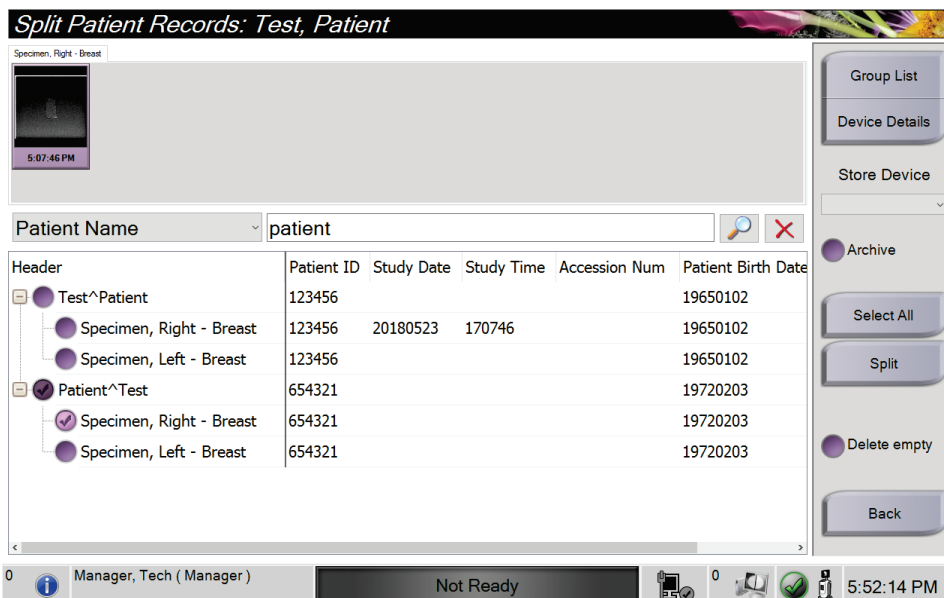 Split Patient Records: Test, Patient
Specimen, Right - Breast
5:07:46 PM
Group List
Device Details
Store Device
Archive
Select All
Split
Delete empty
Back
Patient Name patient
Header Patient ID Study Date Study Time Accession Num Patient Birth Date
Test^Patient 123456 19650102
Specimen, Right - Breast 123456 20180523 170746 19650102
Specimen, Left - Breast 123456 19650102
Patient^Test 654321 19720203
Specimen, Right - Breast 654321 19720203
Specimen, Left - Breast 654321 19720203
0 Manager, Tech ( Manager ) Not Ready 0 5:52:14 PM